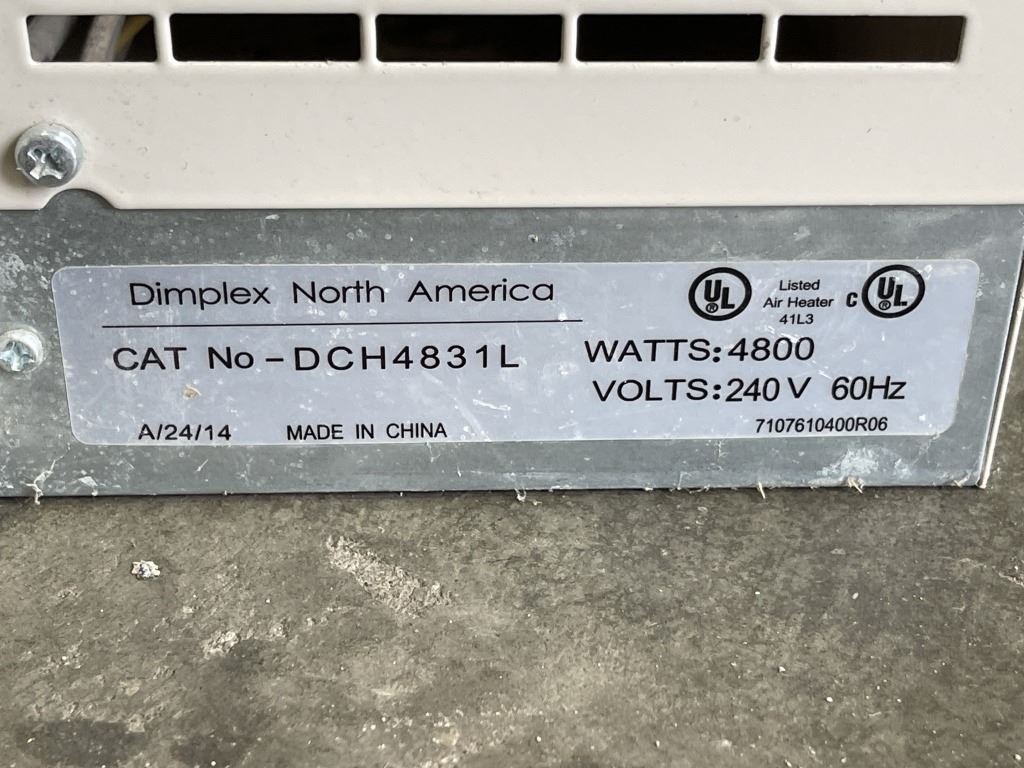 Dimplex North America
CAT No - DCH4831L
A/24/14 MADE IN CHINA
UL ® Listed C UL ®
Air Heater
41L3
WATTS: 4800
VOLTS: 240 V 60Hz
7107610400R06